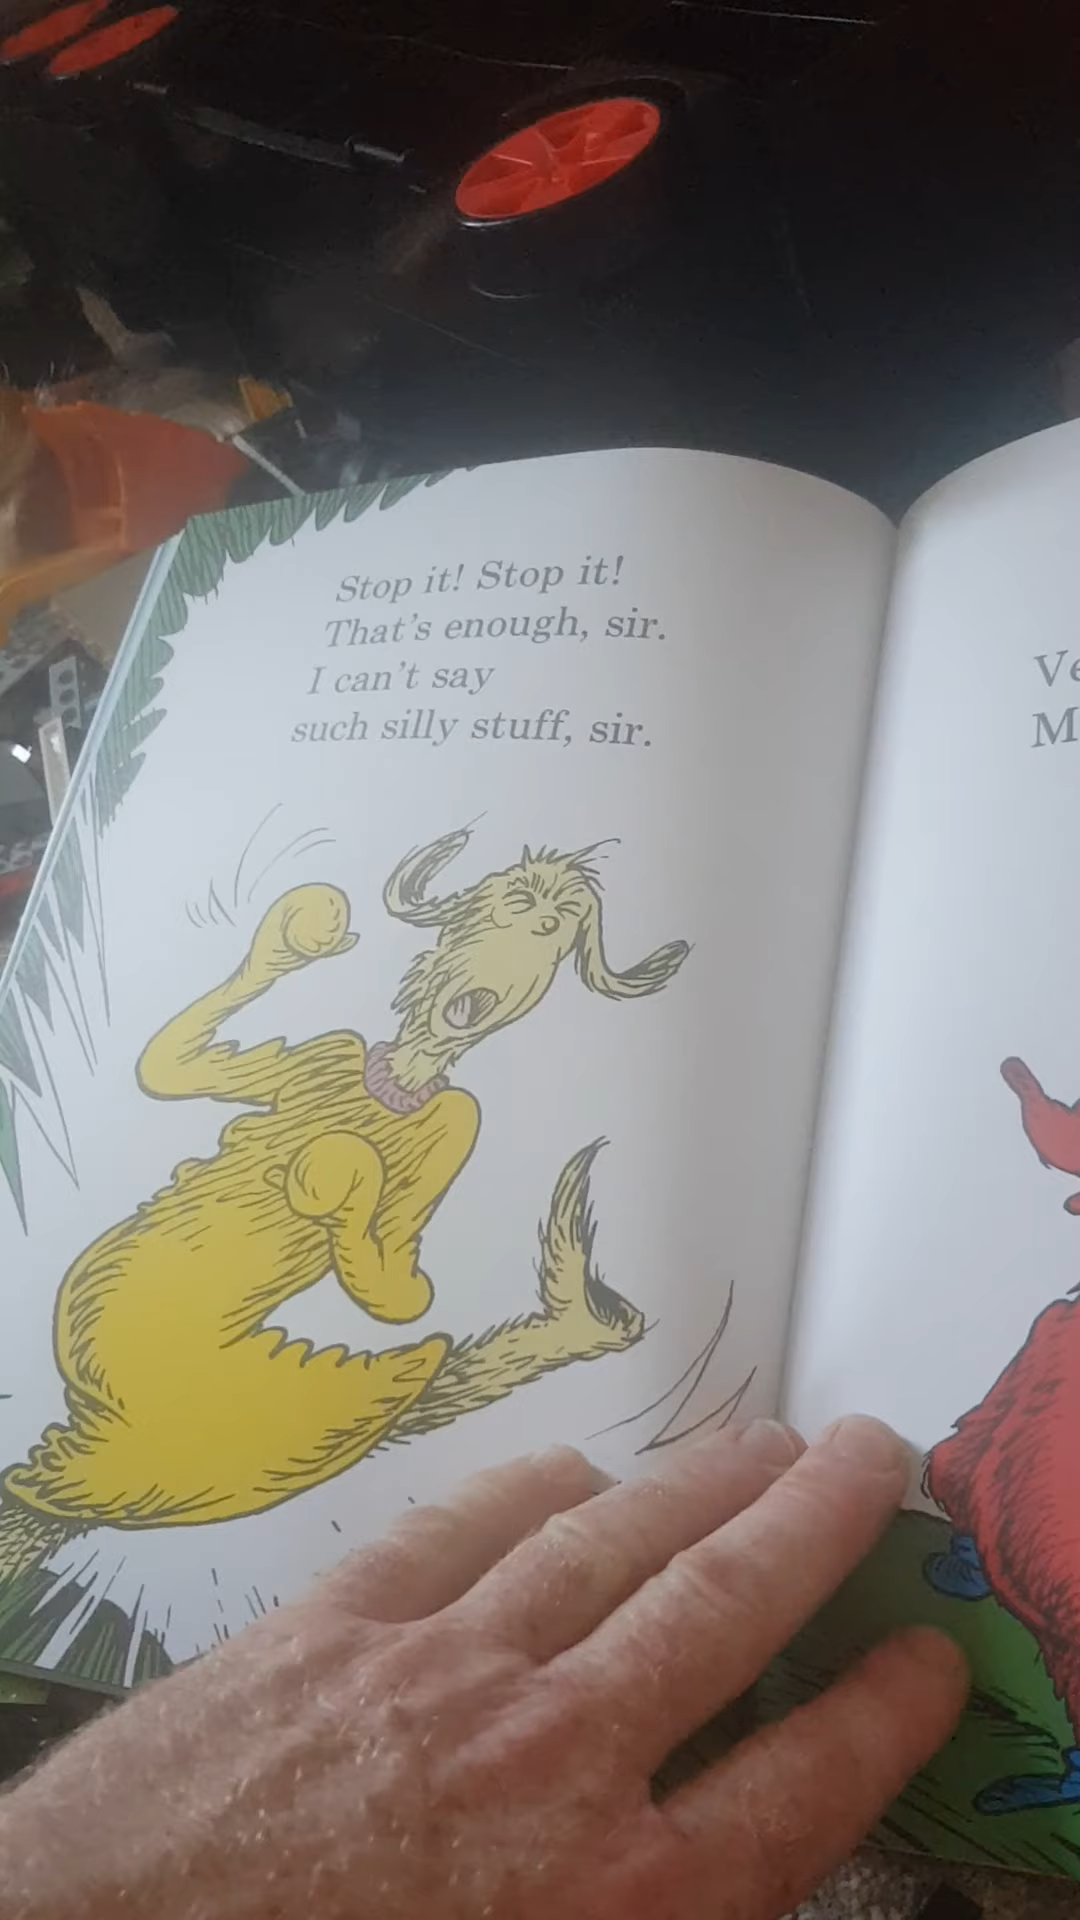 Stop it! Stop it!
That's enough, sir.
I can't say
such silly stuff, sir.